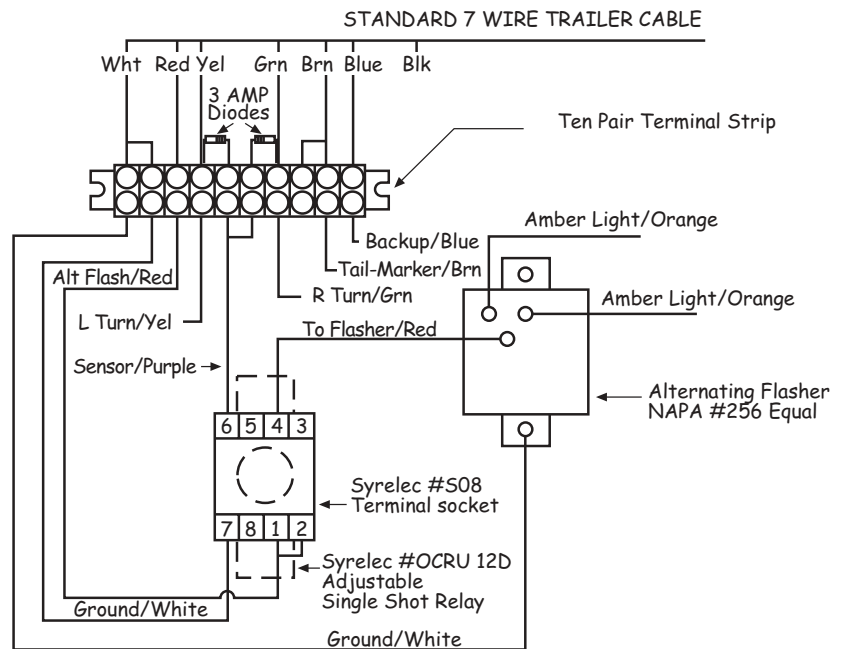 STANDARD 7 WIRE TRAILER CABLE
Wht Red Yel Grn Brn Blue Blk
3 AMP
Diodes
Ten Pair Terminal Strip
Amber Light/Orange
Backup/Blue
Alt Flash/Red
Tail-Marker/Brn
R Turn/Grn
Amber Light/Orange
L Turn/Yel
To Flasher/Red
Sensor/Purple
Alternating Flasher
NAPA #256 Equal
6 5 4 3
Syrelec #S08
Terminal socket
7 8 1 2
Syrelec #OCRU 12D
Adjustable
Single Shot Relay
Ground/White
Ground/White